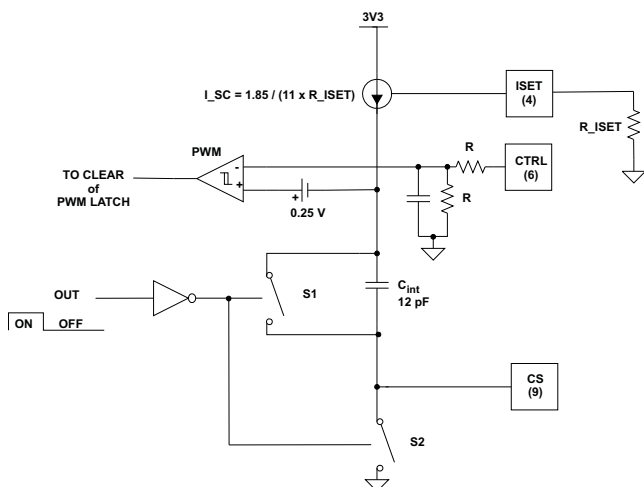 3V3
I_SC = 1.85 / (11 x R_ISET)
ISET
(4)
R_ISET
PWM
R
CTRL
(6)
TO CLEAR
of
PWM LATCH
-
+
+
0.25 V
R
OUT
S1
Cint
12 pF
ON OFF
CS
(9)
S2